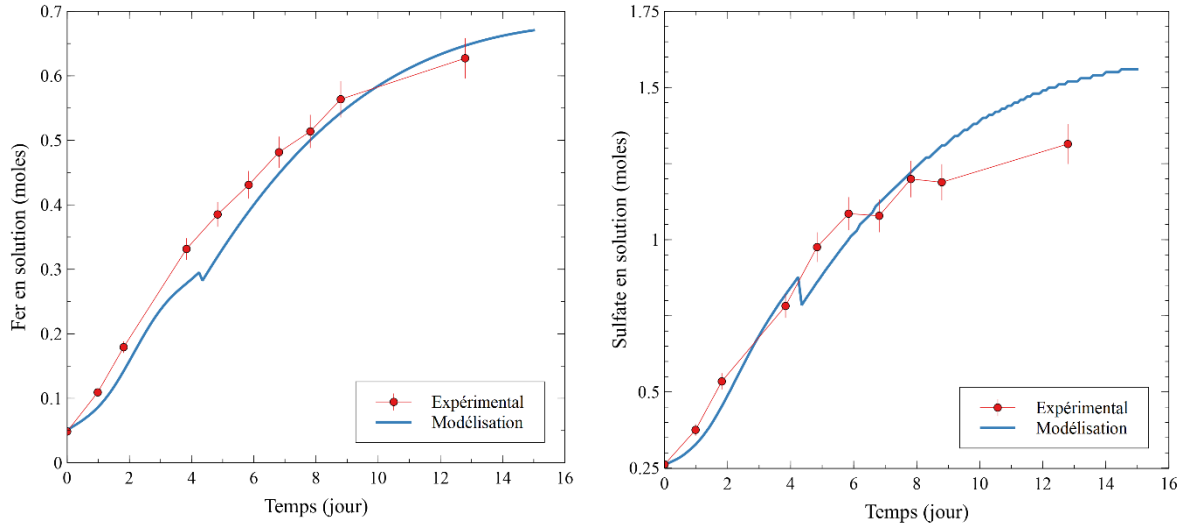 0.7
0.6
0.5
0.4
0.3
0.2
0.1
0
Fer en solution (moles)
Expérimental
Modélisation
0 2 4 6 8 10 12 14 16
Temps (jour)
1.75
1.5
1
0.5
0.25
Sulfate en solution (moles)
Expérimental
Modélisation
0 2 4 6 8 10 12 14 16
Temps (jour)